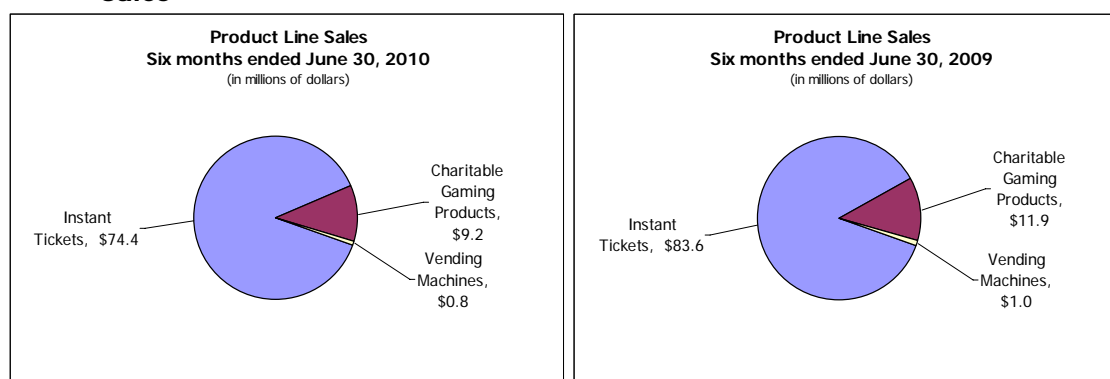 Sales
Product Line Sales
Six months ended June 30, 2010
(in millions of dollars)
Instant
Tickets, $74.4
Charitable
Gaming
Products,
$9.2
Vending
Machines,
$0.8
Product Line Sales
Six months ended June 30, 2009
(in millions of dollars)
Instant
Tickets, $83.6
Charitable
Gaming
Products,
$11.9
Vending
Machines,
$1.0